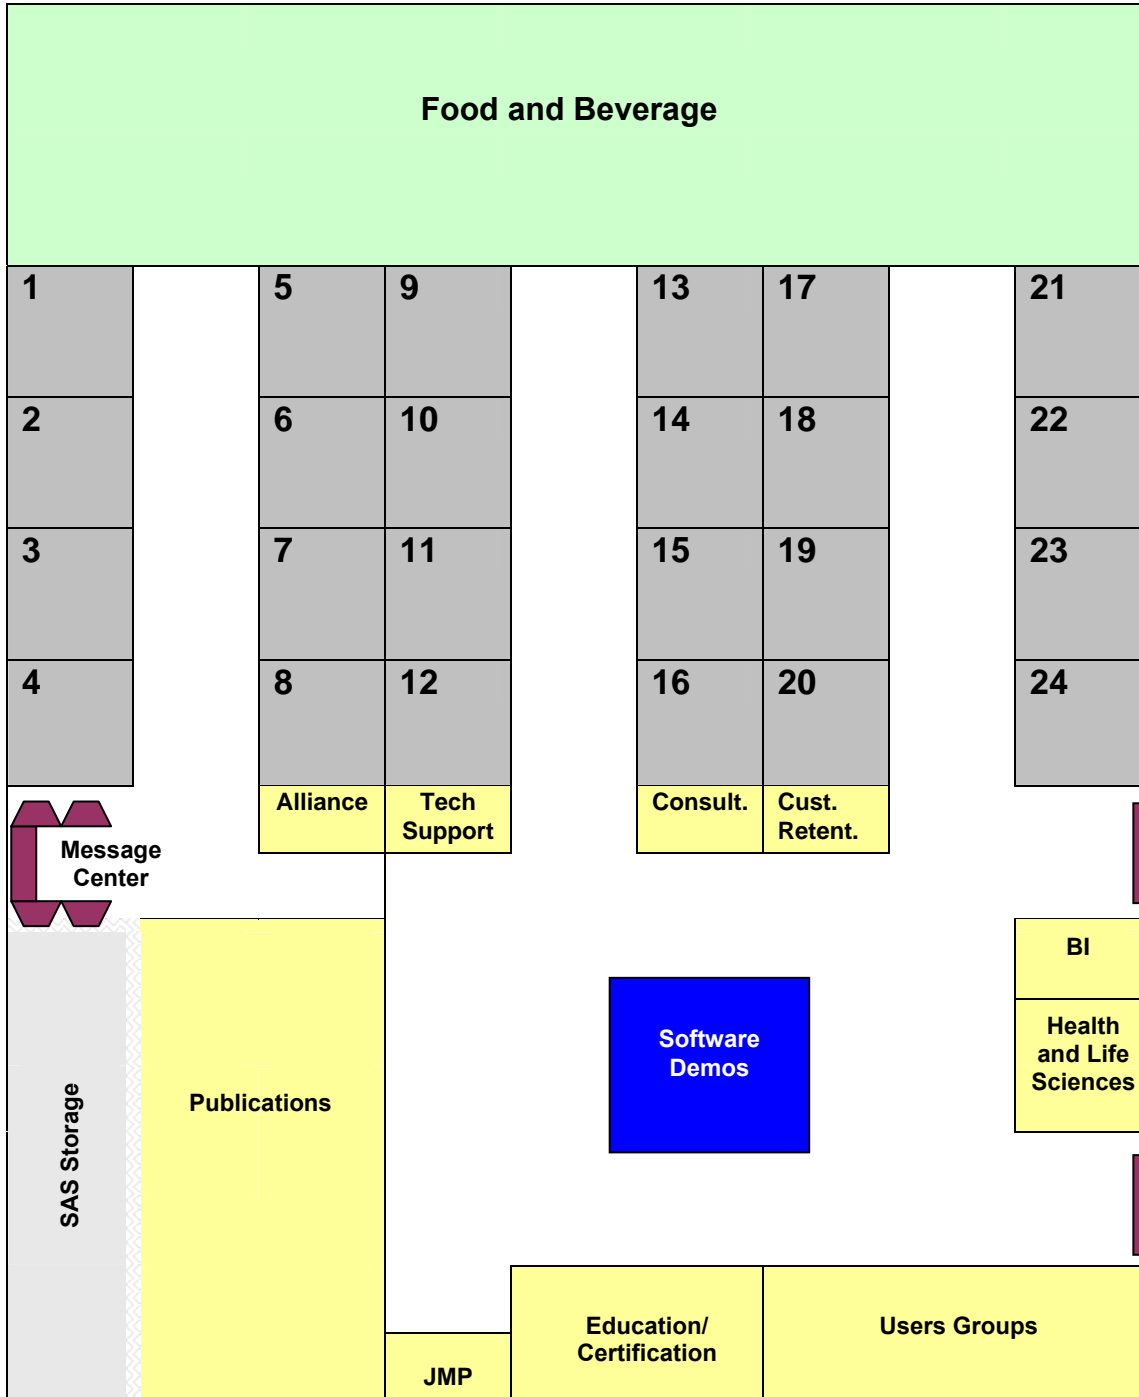 Food and Beverage
1
5
9
13
17
21
2
6
10
14
18
22
3
7
11
15
19
23
4
8
12
16
20
24
Alliance
Tech
Support
Consult.
Cust.
Retent.
Message
Center
BI
Health
and Life
Sciences
Software
Demos
Publications
SAS Storage
Education/
Certification
Users Groups
JMP